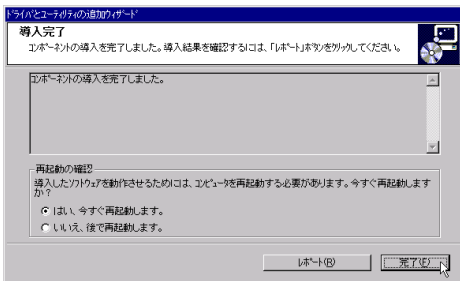 ドライバとユーティリティの追加ウィザード
導入完了
コンポーネントの導入を完了しました。導入結果を確認するには、「レポート」ボタンをクリックしてください。
コンポーネントの導入を完了しました。
再起動の確認
導入したソフトウェアを動作させるためには、コンピュータを再起動する必要があります。今すぐ再起動します
か?
はい、今すぐ再起動します。
いいえ、後で再起動します。
レポート(R)
完了(F)